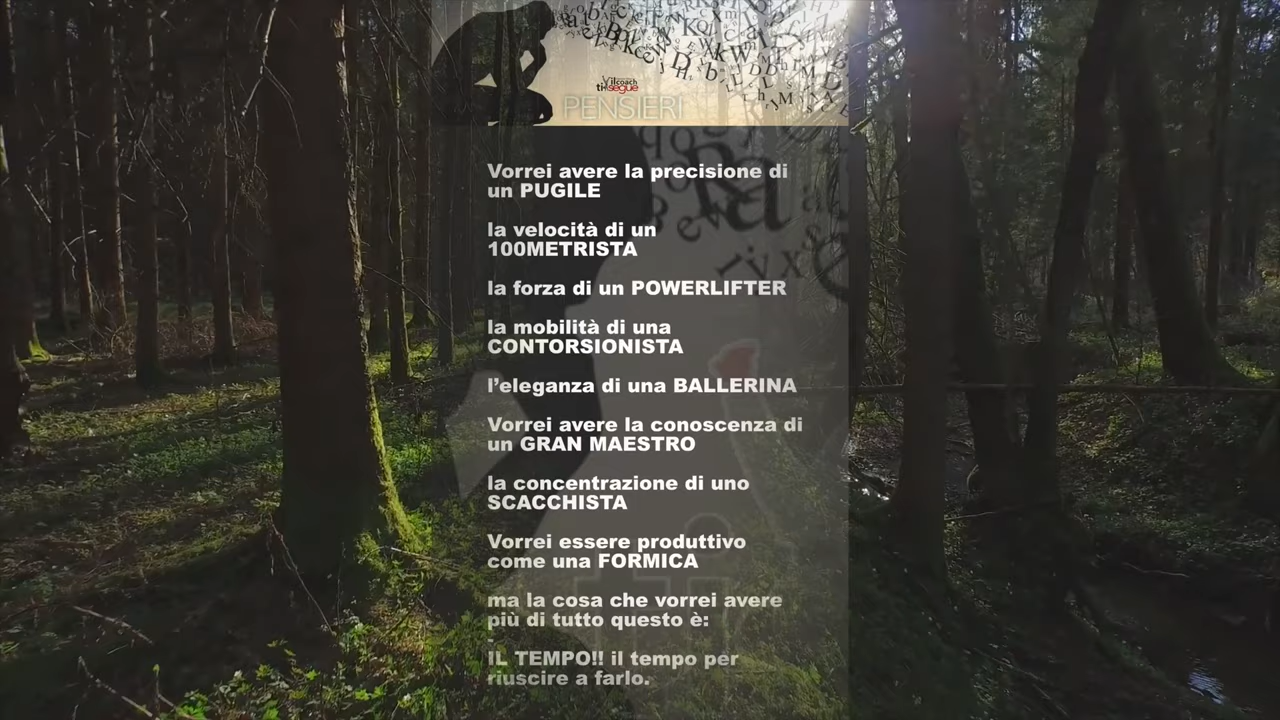 ilcoach
tisegue
PENSIERI
Vorrei avere la precisione di
un PUGILE
la velocità di un
100METRISTA
la forza di un POWERLIFTER
la mobilità di una
CONTORSIONISTA
l’eleganza di una BALLERINA
Vorrei avere la conoscenza di
un GRAN MAESTRO
la concentrazione di uno
SCACCHISTA
Vorrei essere produttivo
come una FORMICA
ma la cosa che vorrei avere
più di tutto questo è:
IL TEMPO!! il tempo per
riuscire a farlo.